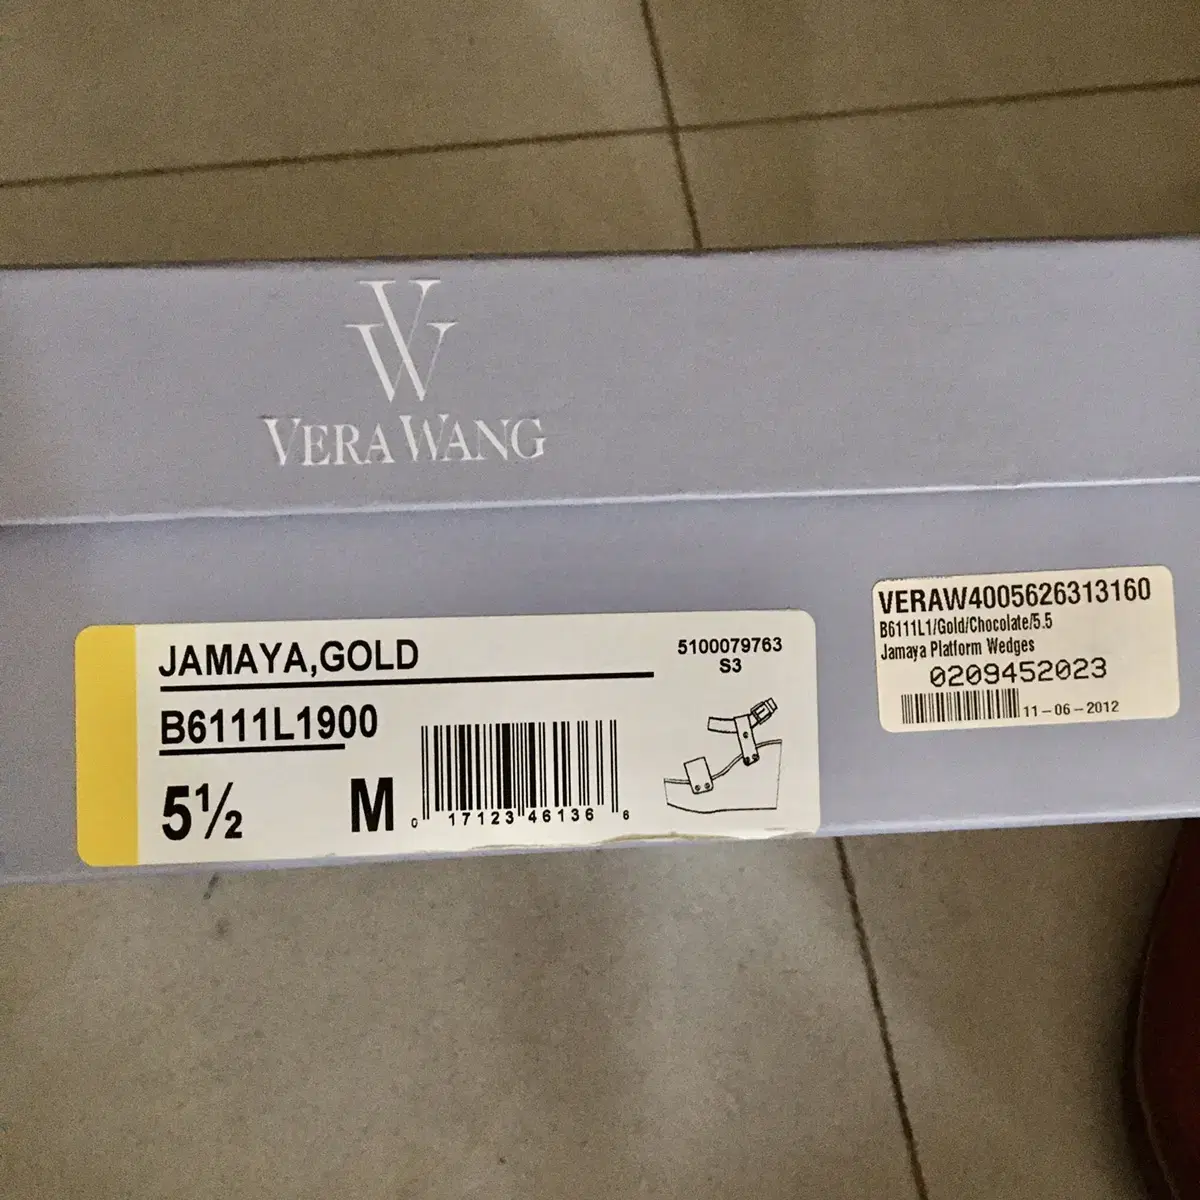 VW
VERA WANG
JAMAYA,GOLD
5100079763
S3
B6111L1900
5½
M
0 17123 46136 6
VERAW4005626313160
B6111L1/Gold/Chocolate/5.5
Jamaya Platform Wedges
0209452023
11-06-2012